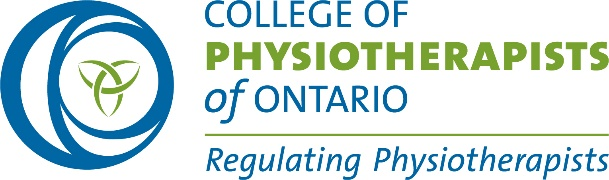 COLLEGE OF
PHYSIOTHERAPISTS
of ONTARIO
Regulating Physiotherapists